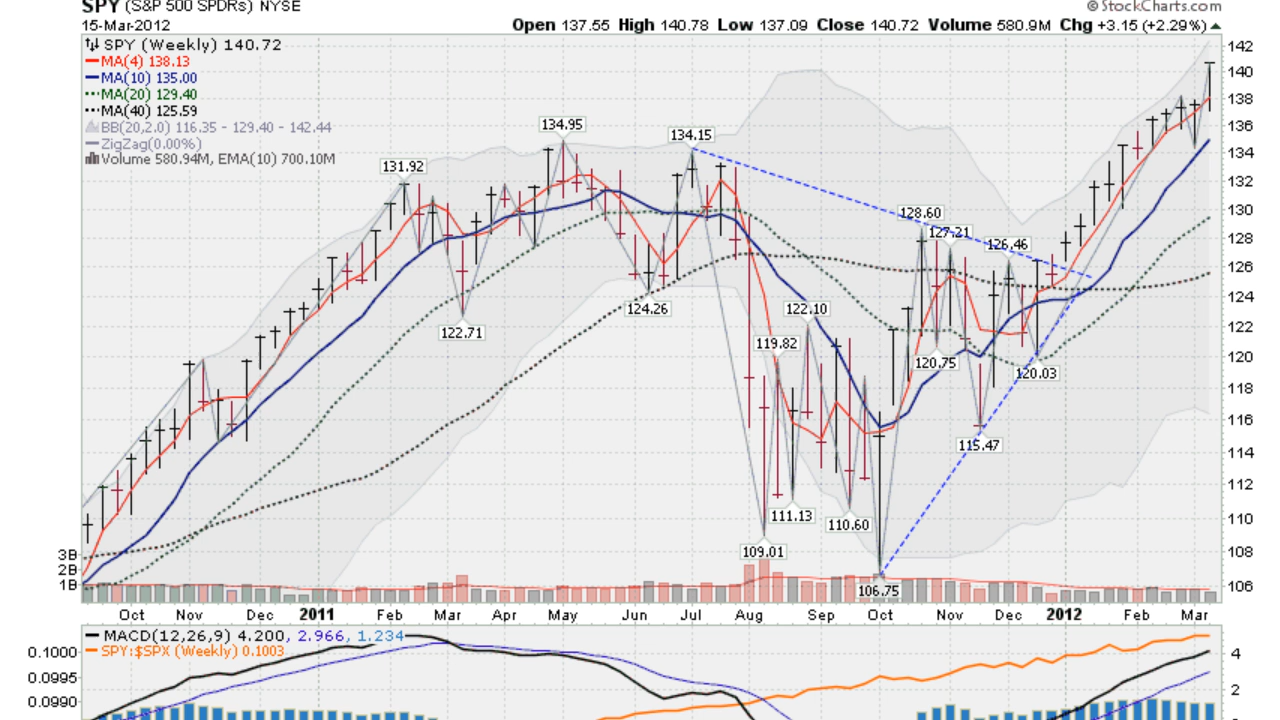 SPY (S&P 500 SPDRs) NYSE
© StockCharts.com
15-Mar-2012
Open 137.55 High 140.78 Low 137.09 Close 140.72 Volume 580.9M Chg +3.15 (+2.29%)
SPY (Weekly) 140.72
MA(4) 138.13
MA(10) 135.00
MA(20) 129.40
MA(40) 125.59
BB(20,2.0) 116.35 - 129.40 - 142.44
ZigZag(0.00%)
Volume 580.94M, EMA(10) 700.10M
142
140
138
136
134
132
130
128
126
124
122
120
118
116
114
112
110
108
106
131.92
134.95
134.15
128.60
127.21
126.46
122.71
124.26
122.10
119.82
120.75
120.03
115.47
111.13
110.60
109.01
106.75
3B
2B
1B
Oct Nov Dec 2011 Feb Mar Apr May Jun Jul Aug Sep Oct Nov Dec 2012 Feb Mar
MACD(12,26,9) 4.200, 2.966, 1.234
SPY:$SPX (Weekly) 0.1003
0.1000
0.0995
0.0990
4
2